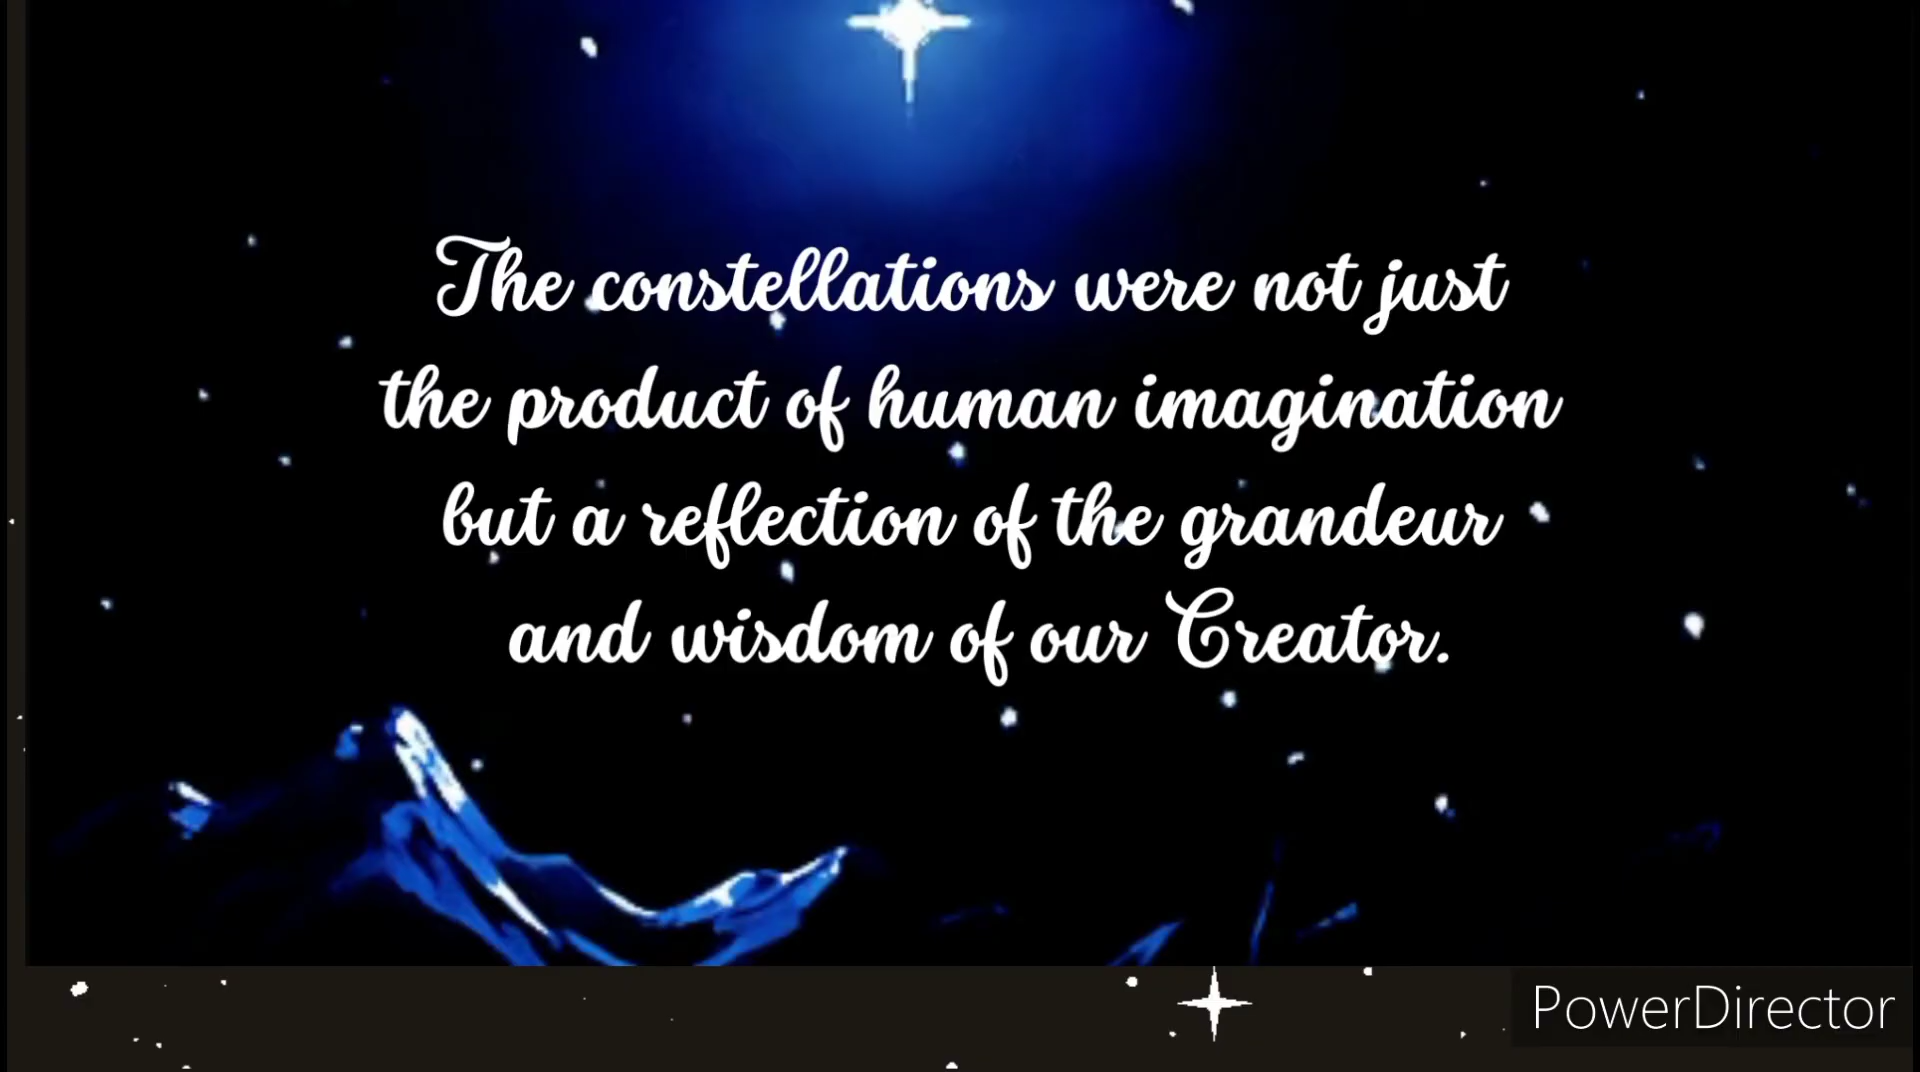 The constellations were not just
the product of human imagination
but a reflection of the grandeur
and wisdom of our Creator.
PowerDirector